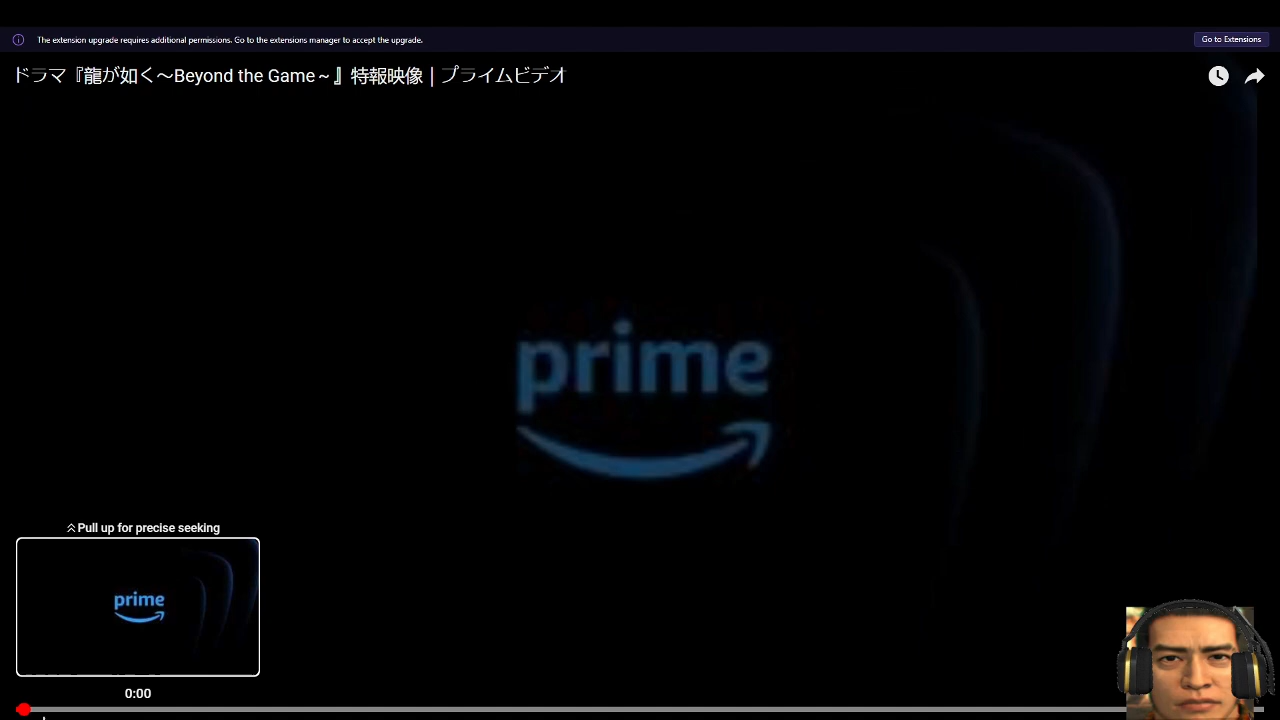 The extension upgrade requires additional permissions. Go to the extensions manager to accept the upgrade.
Go to Extensions
ドラマ『龍が如く～Beyond the Game～』特報映像｜プライムビデオ
prime
Pull up for precise seeking
prime
0:00